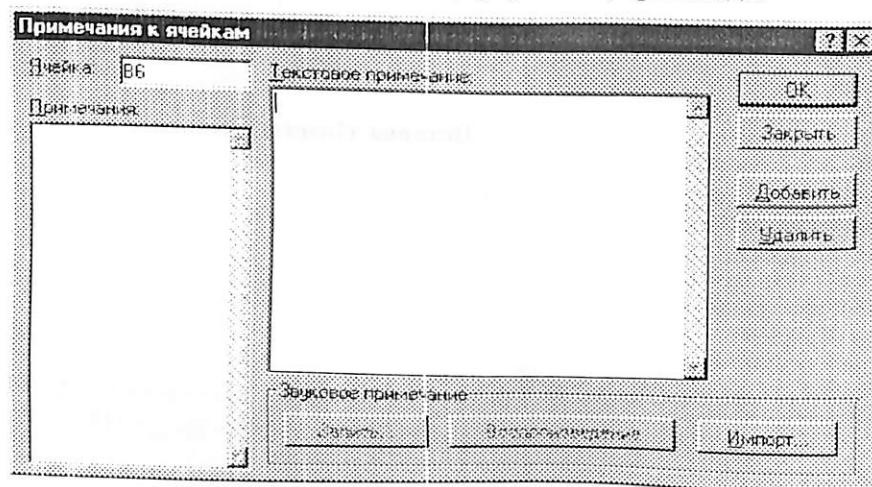 Примечания к ячейкам
Ячейка: B6
Текстовое примечание:
Примечания:
OK
Закрыть
Добавить
Удалить
Звуковое примечание
Запись... Воспроизведение Импорт...